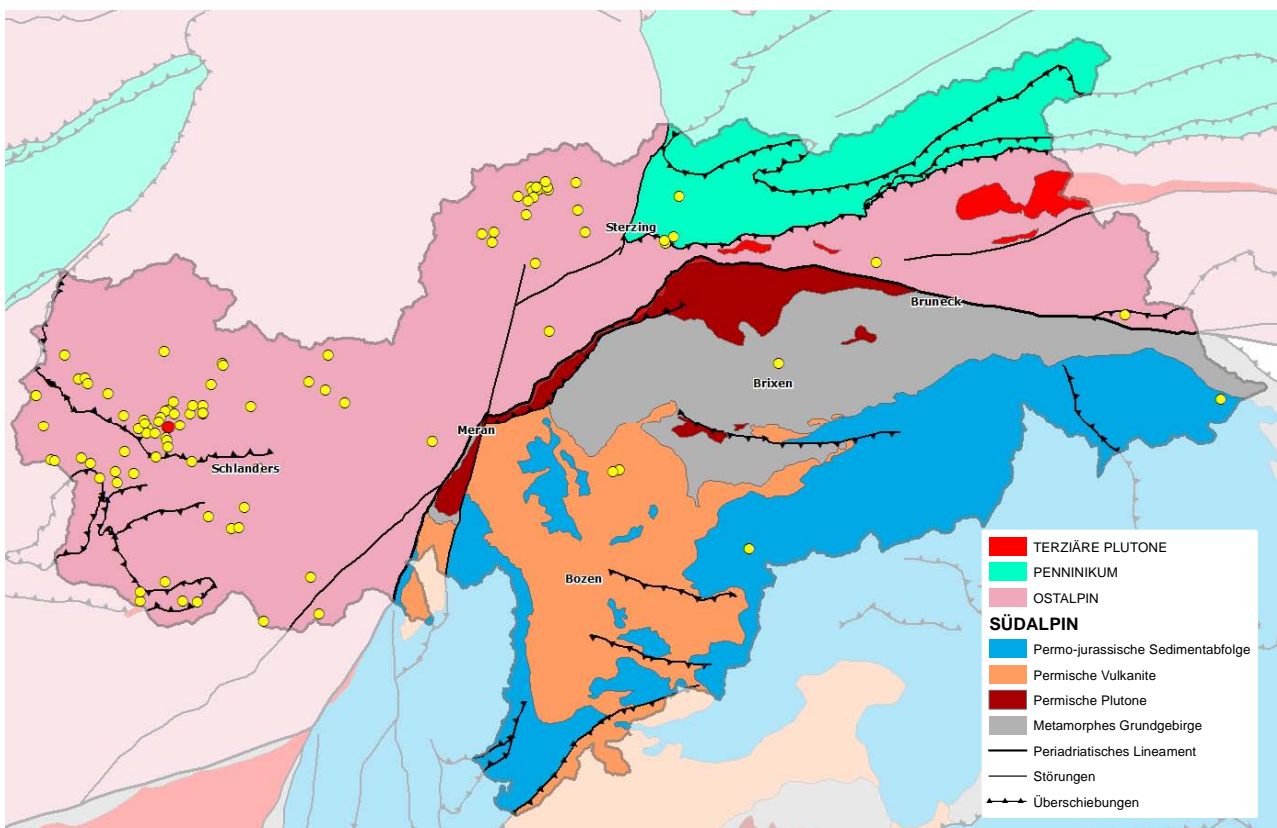 Sterzing
Bruneck
Brixen
Meran
Schlanders
Bozen
TERZIÄRE PLUTONE
PENNINIKUM
OSTALPIN
SÜDALPIN
Permo-jurassische Sedimentabfolge
Permische Vulkanite
Permische Plutone
Metamorphes Grundgebirge
Periadriatisches Lineament
Störungen
Überschiebungen